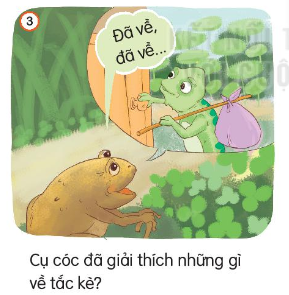 3
Đã về,
đã về...
Cụ cóc đã giải thích những gì
về tắc kè?